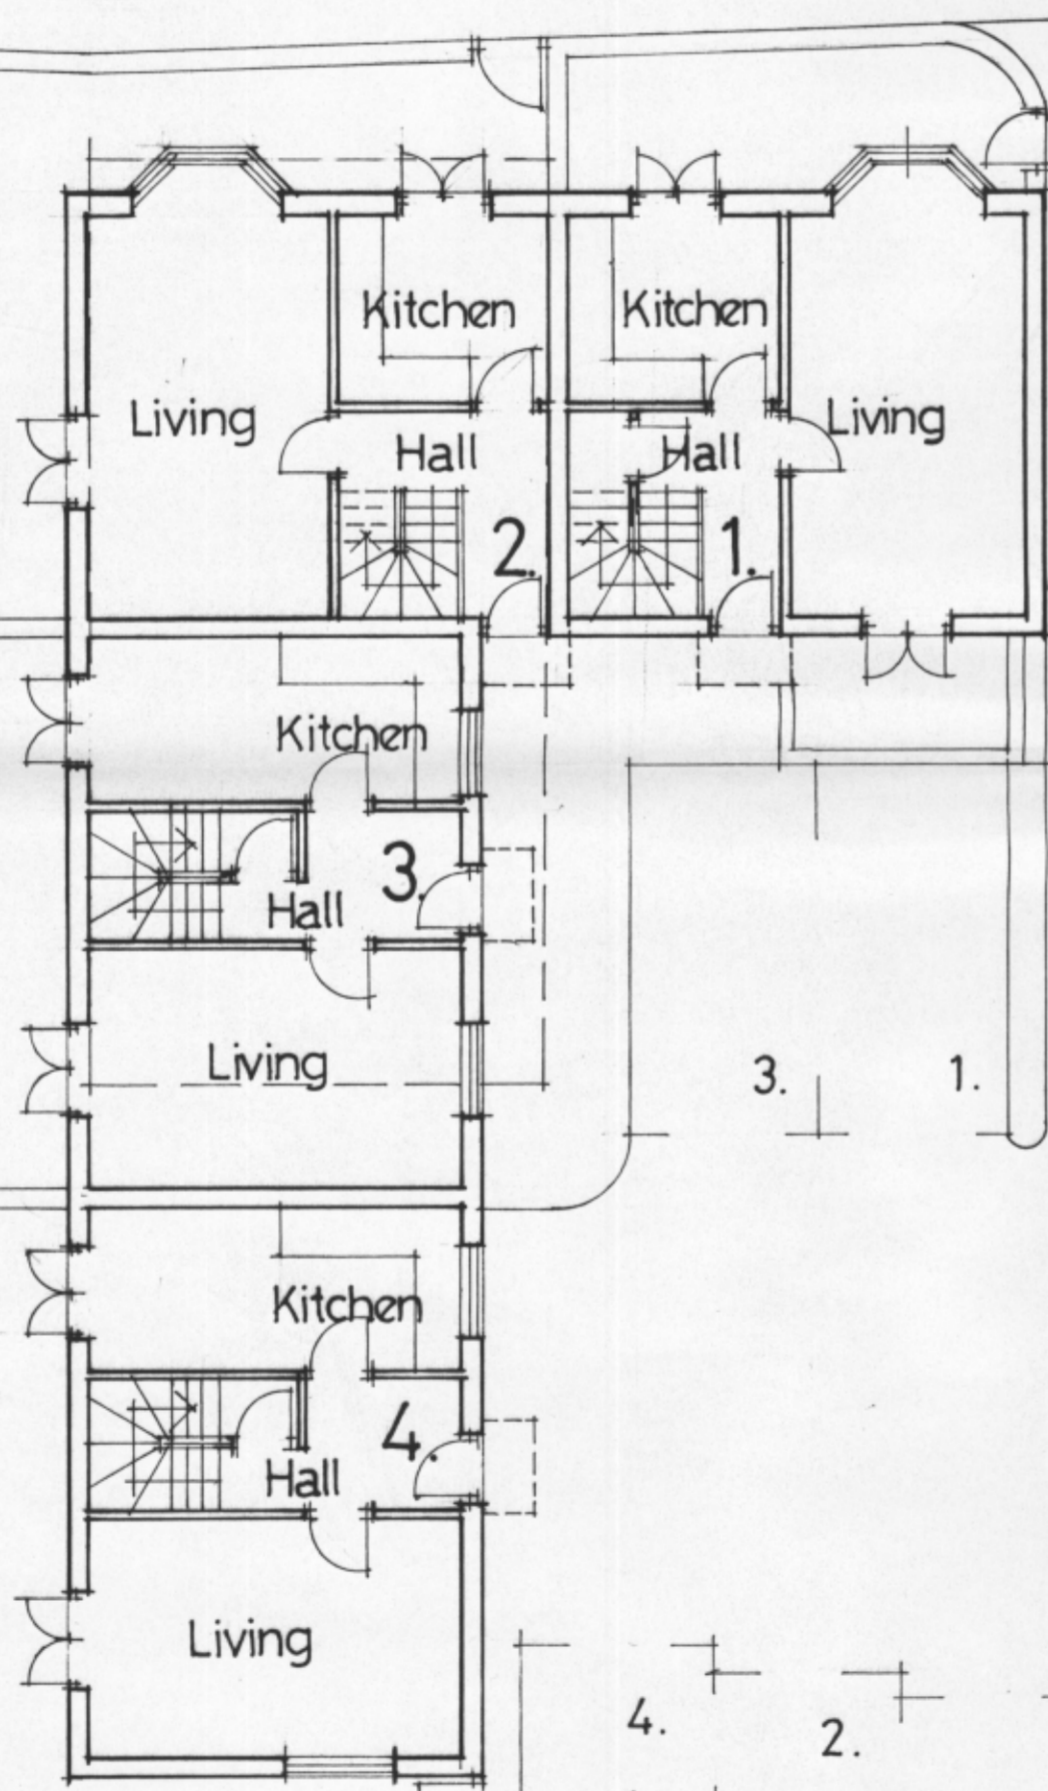 Kitchen
Kitchen
Living
Living
Hall
Hall
2.
1.
Kitchen
3.
Hall
Living
3.
1.
Kitchen
4.
Hall
Living
4.
2.